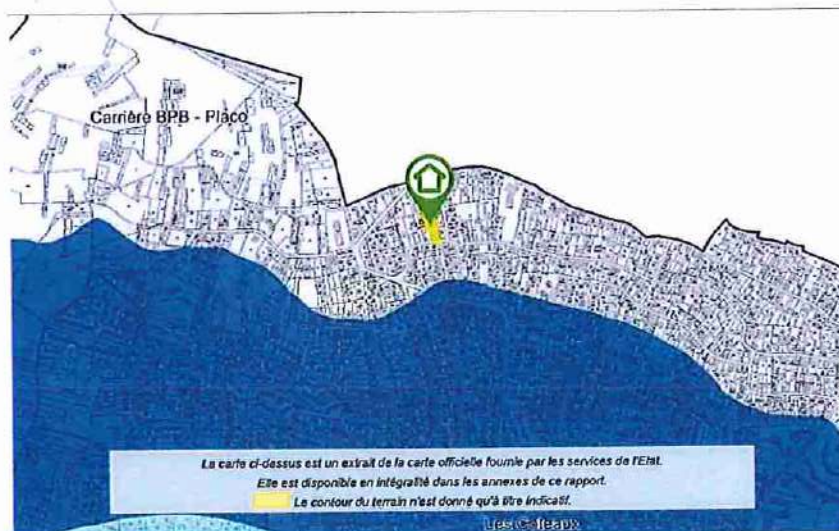 Carrière BPB - Placo
La carte ci-dessus est un extrait de la carte officielle fournie par les services de l'Etat.
Elle est disponible en intégralité dans les annexes de ce rapport.
Le contour du terrain n'est donné qu'à titre indicatif.
Les Coteaux